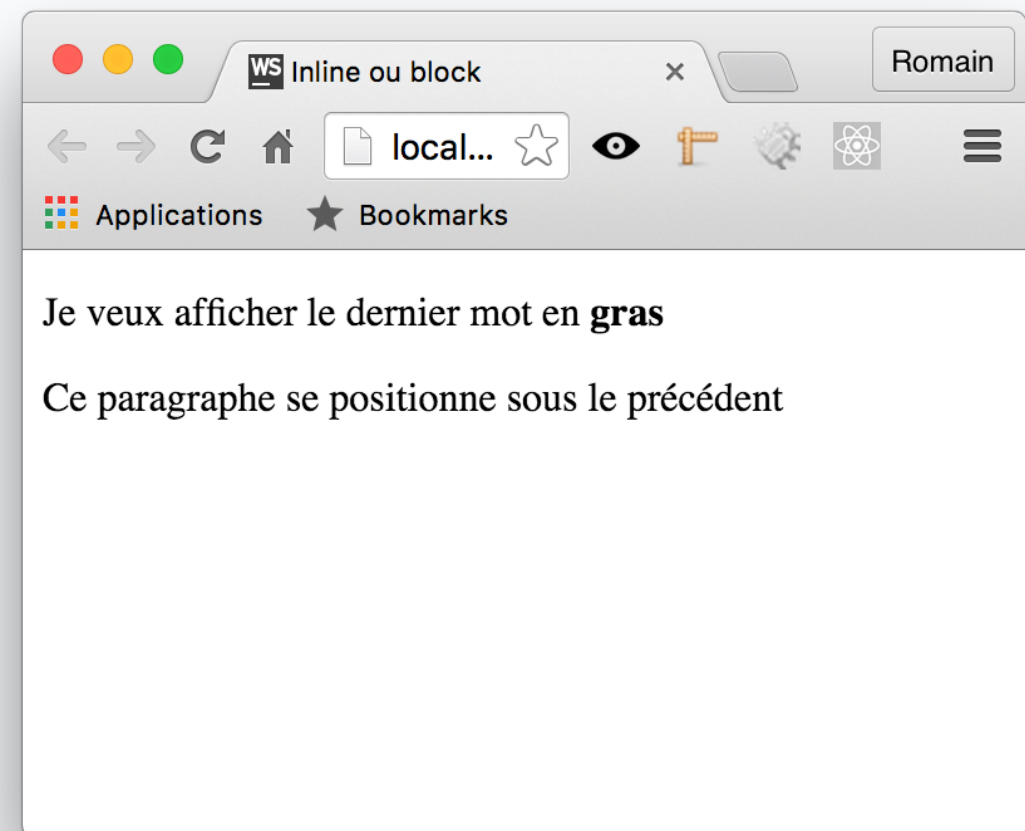 WS Inline ou block
Romain
local...
Applications Bookmarks
Je veux afficher le dernier mot en gras
Ce paragraphe se positionne sous le précédent